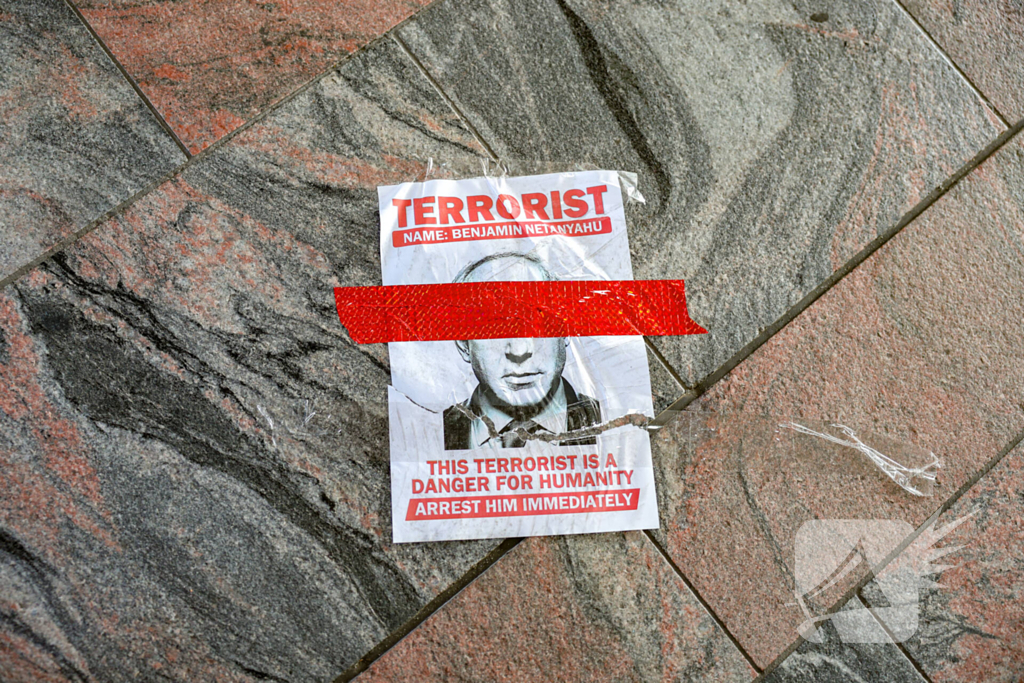 TERRORIST
NAME: BENJAMIN NETANYAHU
THIS TERRORIST IS A
DANGER FOR HUMANITY
ARREST HIM IMMEDIATELY